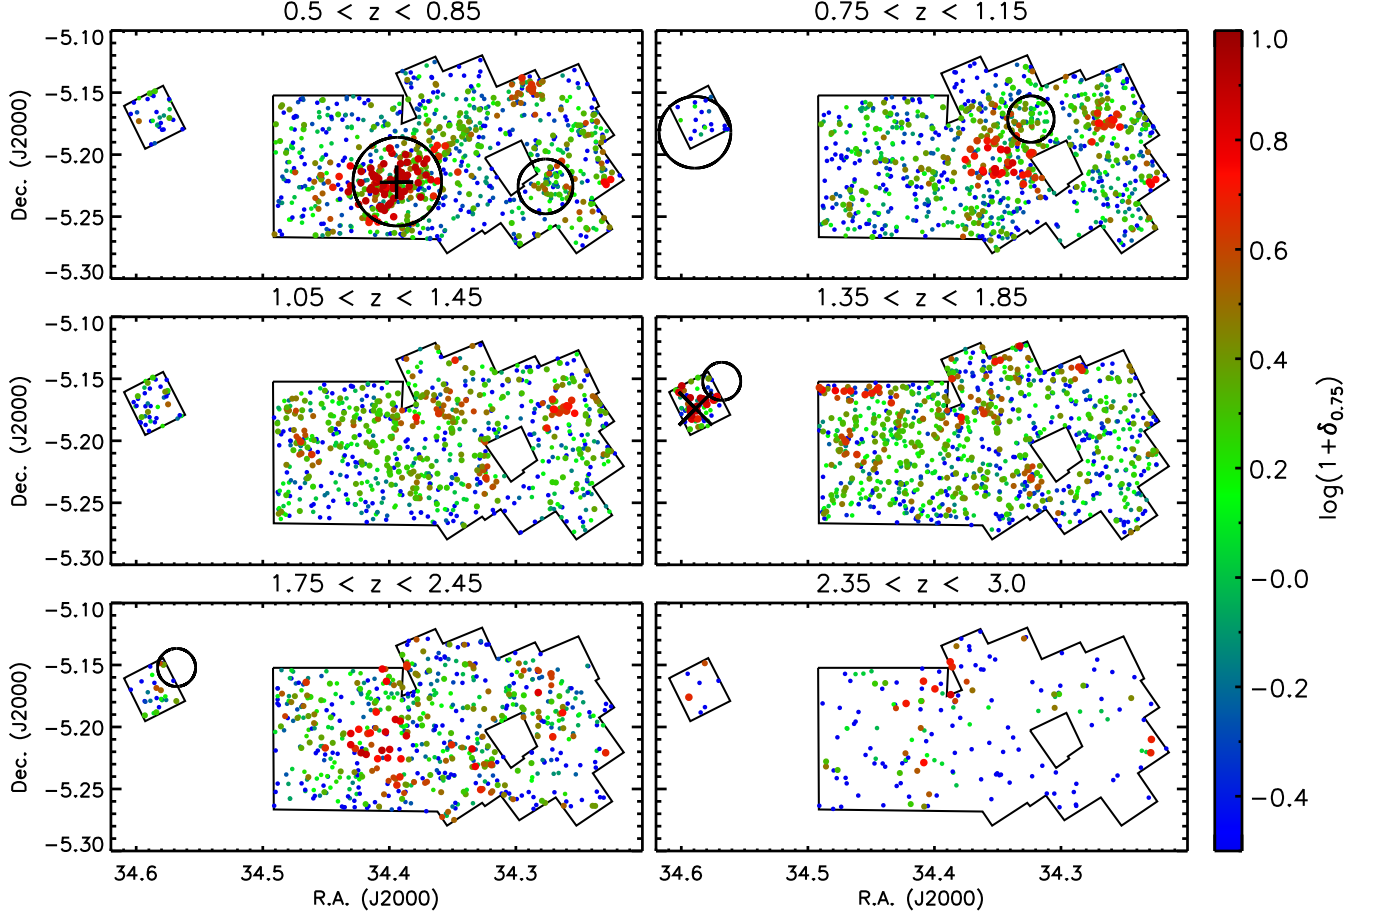 0.5 < z < 0.85
0.75 < z < 1.15
−5.10
−5.15
−5.20
−5.25
−5.30
Dec. (J2000)
1.05 < z < 1.45
1.35 < z < 1.85
−5.10
−5.15
−5.20
−5.25
−5.30
Dec. (J2000)
1.75 < z < 2.45
2.35 < z < 3.0
−5.10
−5.15
−5.20
−5.25
−5.30
Dec. (J2000)
34.6 34.5 34.4 34.3
R.A. (J2000)
34.6 34.5 34.4 34.3
R.A. (J2000)
1.0
0.8
0.6
0.4
0.2
−0.0
−0.2
−0.4
log(1+δ0.75)